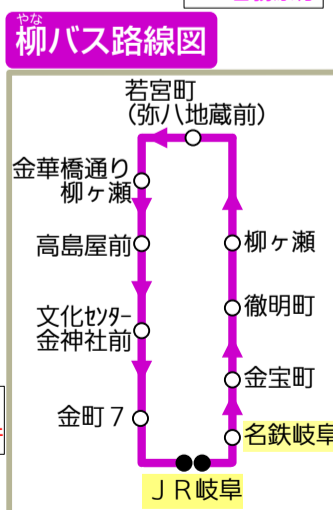 やな
柳バス路線図
若宮町
(弥八地蔵前)
金華橋通り
柳ヶ瀬
高島屋前
柳ヶ瀬
文化ｾﾝﾀｰ
金神社前
徹明町
金宝町
金町７
名鉄岐阜
ＪＲ岐阜